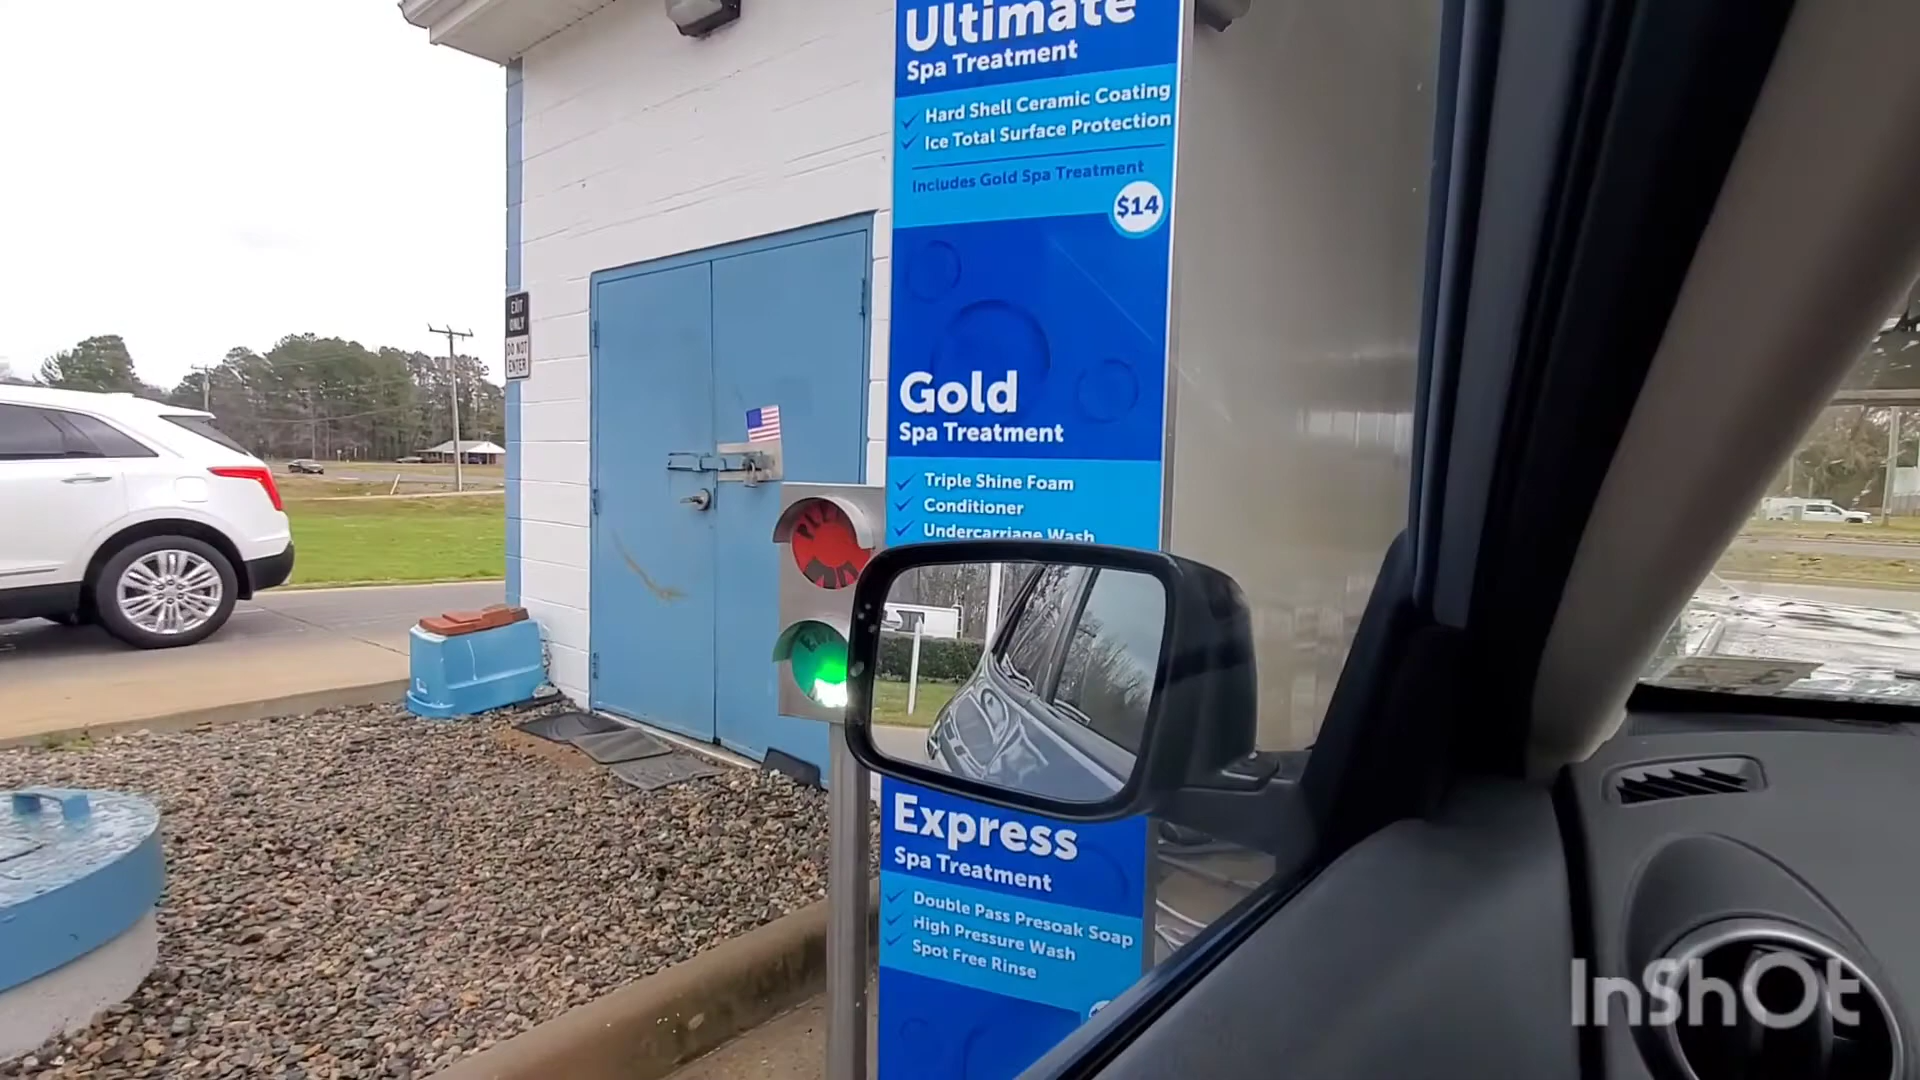 Ultimate
Spa Treatment
Hard Shell Ceramic Coating
Ice Total Surface Protection
Includes Gold Spa Treatment
$14
Gold
Spa Treatment
Triple Shine Foam
Conditioner
Undercarriage Wash
Express
Spa Treatment
Double Pass Presoak Soap
High Pressure Wash
Spot Free Rinse
EXIT
ONLY
DO NOT
ENTER
InShOt